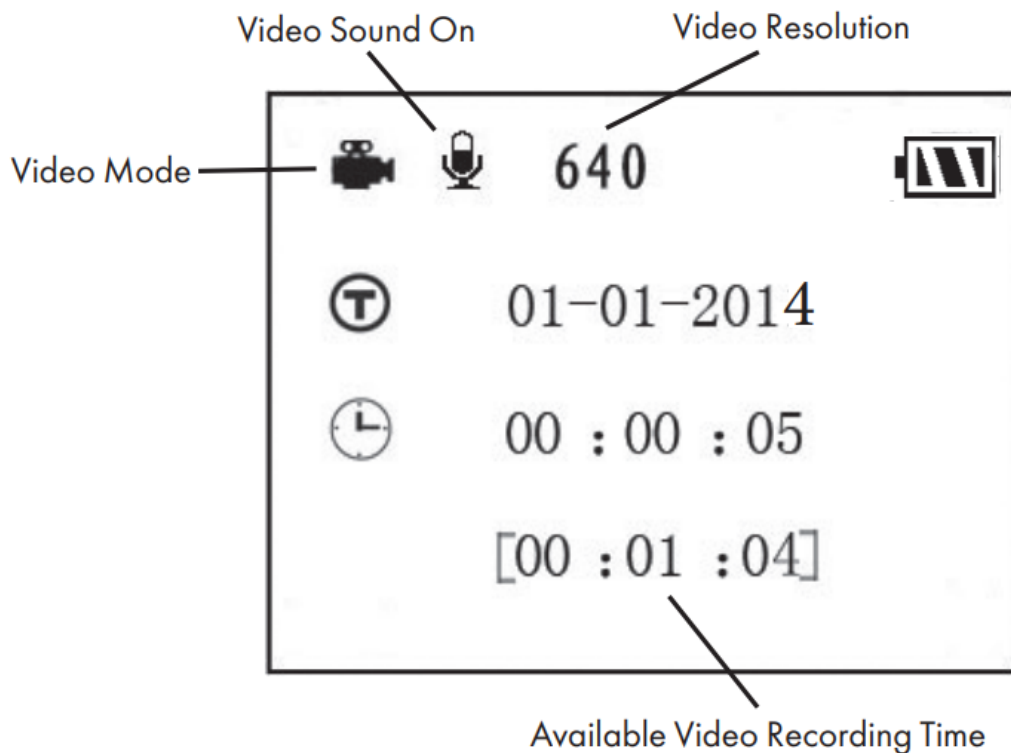 Video Sound On
Video Resolution
Video Mode
640
T
01-01-2014
00 : 00 : 05
[00 : 01 : 04]
Available Video Recording Time